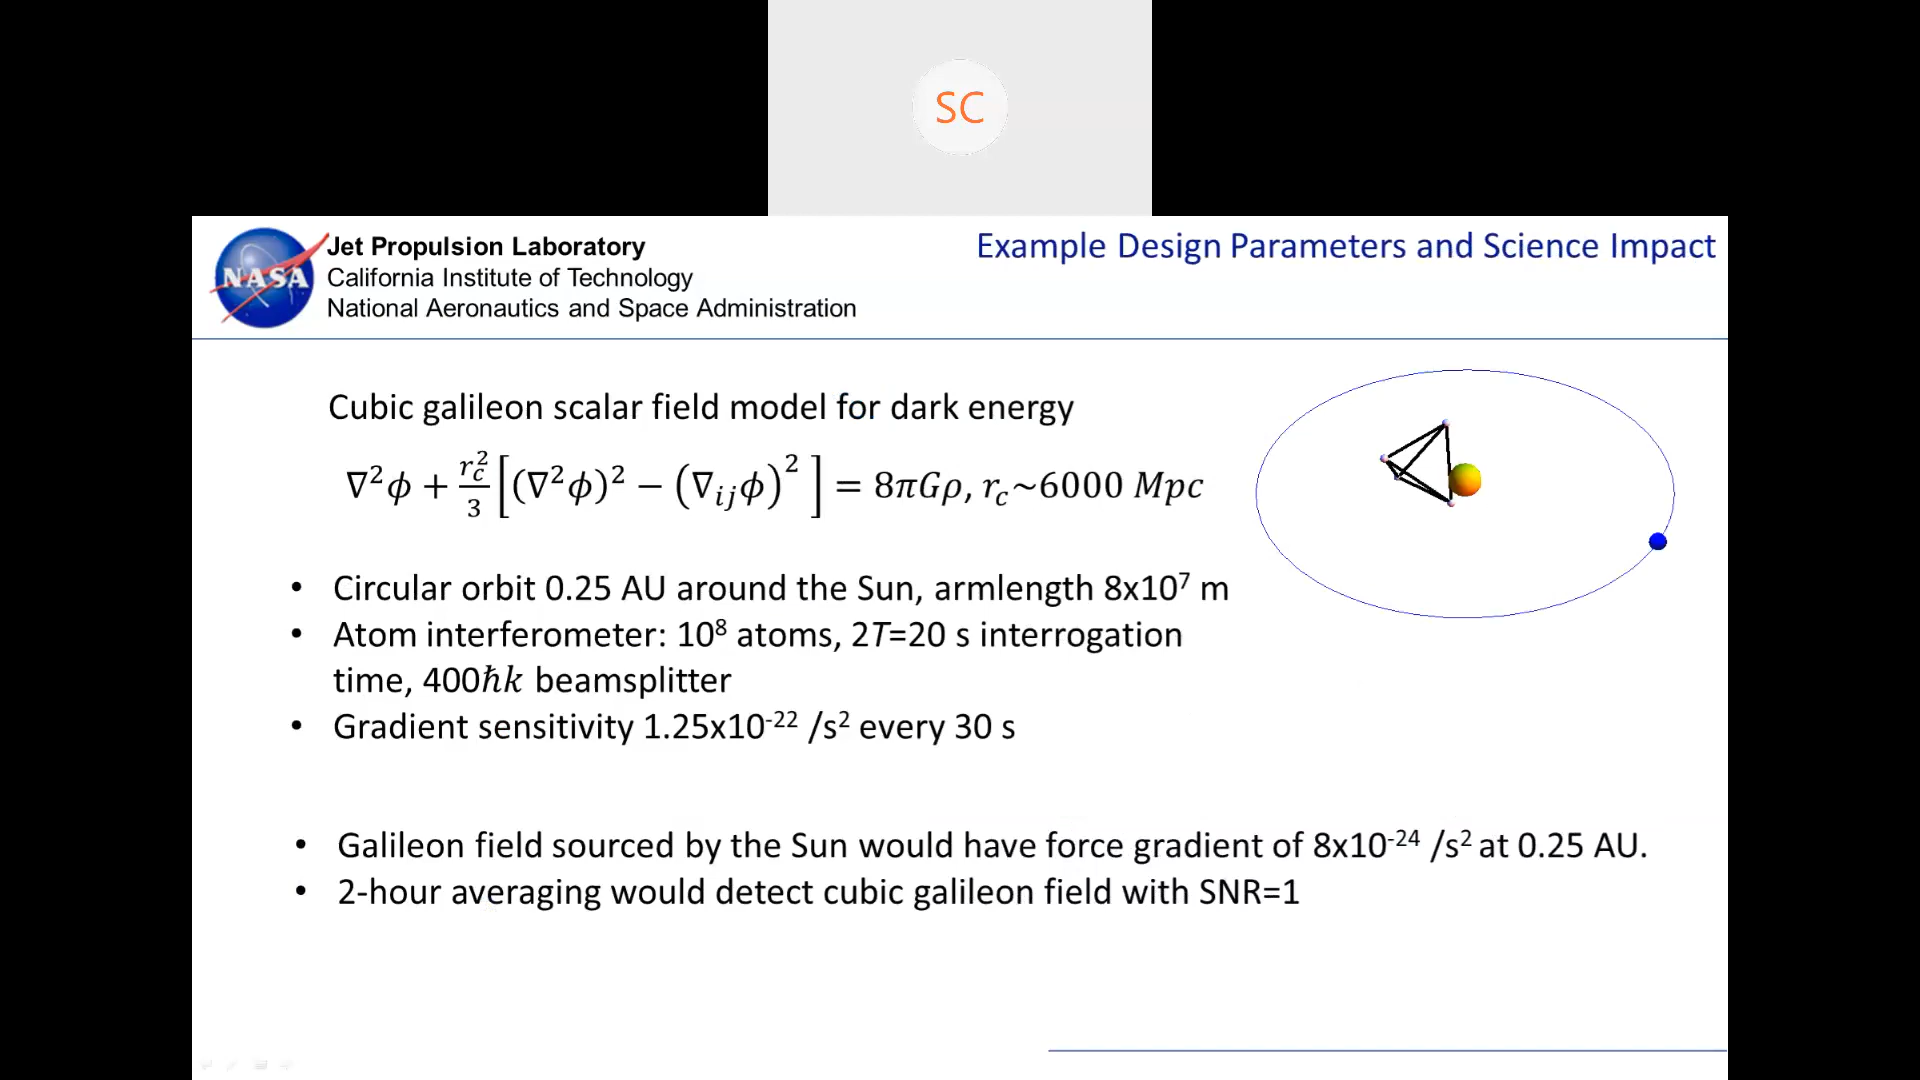 SC
NASA
Jet Propulsion Laboratory
California Institute of Technology
National Aeronautics and Space Administration
Example Design Parameters and Science Impact
Cubic galileon scalar field model for dark energy
∇²ϕ + r_c²/3 [(∇²ϕ)² − (∇_ijϕ)²] = 8πGρ, r_c~6000 Mpc
• Circular orbit 0.25 AU around the Sun, armlength 8x10⁷ m
• Atom interferometer: 10⁸ atoms, 2T=20 s interrogation
time, 400ℏk beamsplitter
• Gradient sensitivity 1.25x10⁻²² /s² every 30 s
• Galileon field sourced by the Sun would have force gradient of 8x10⁻²⁴ /s² at 0.25 AU.
• 2-hour averaging would detect cubic galileon field with SNR=1